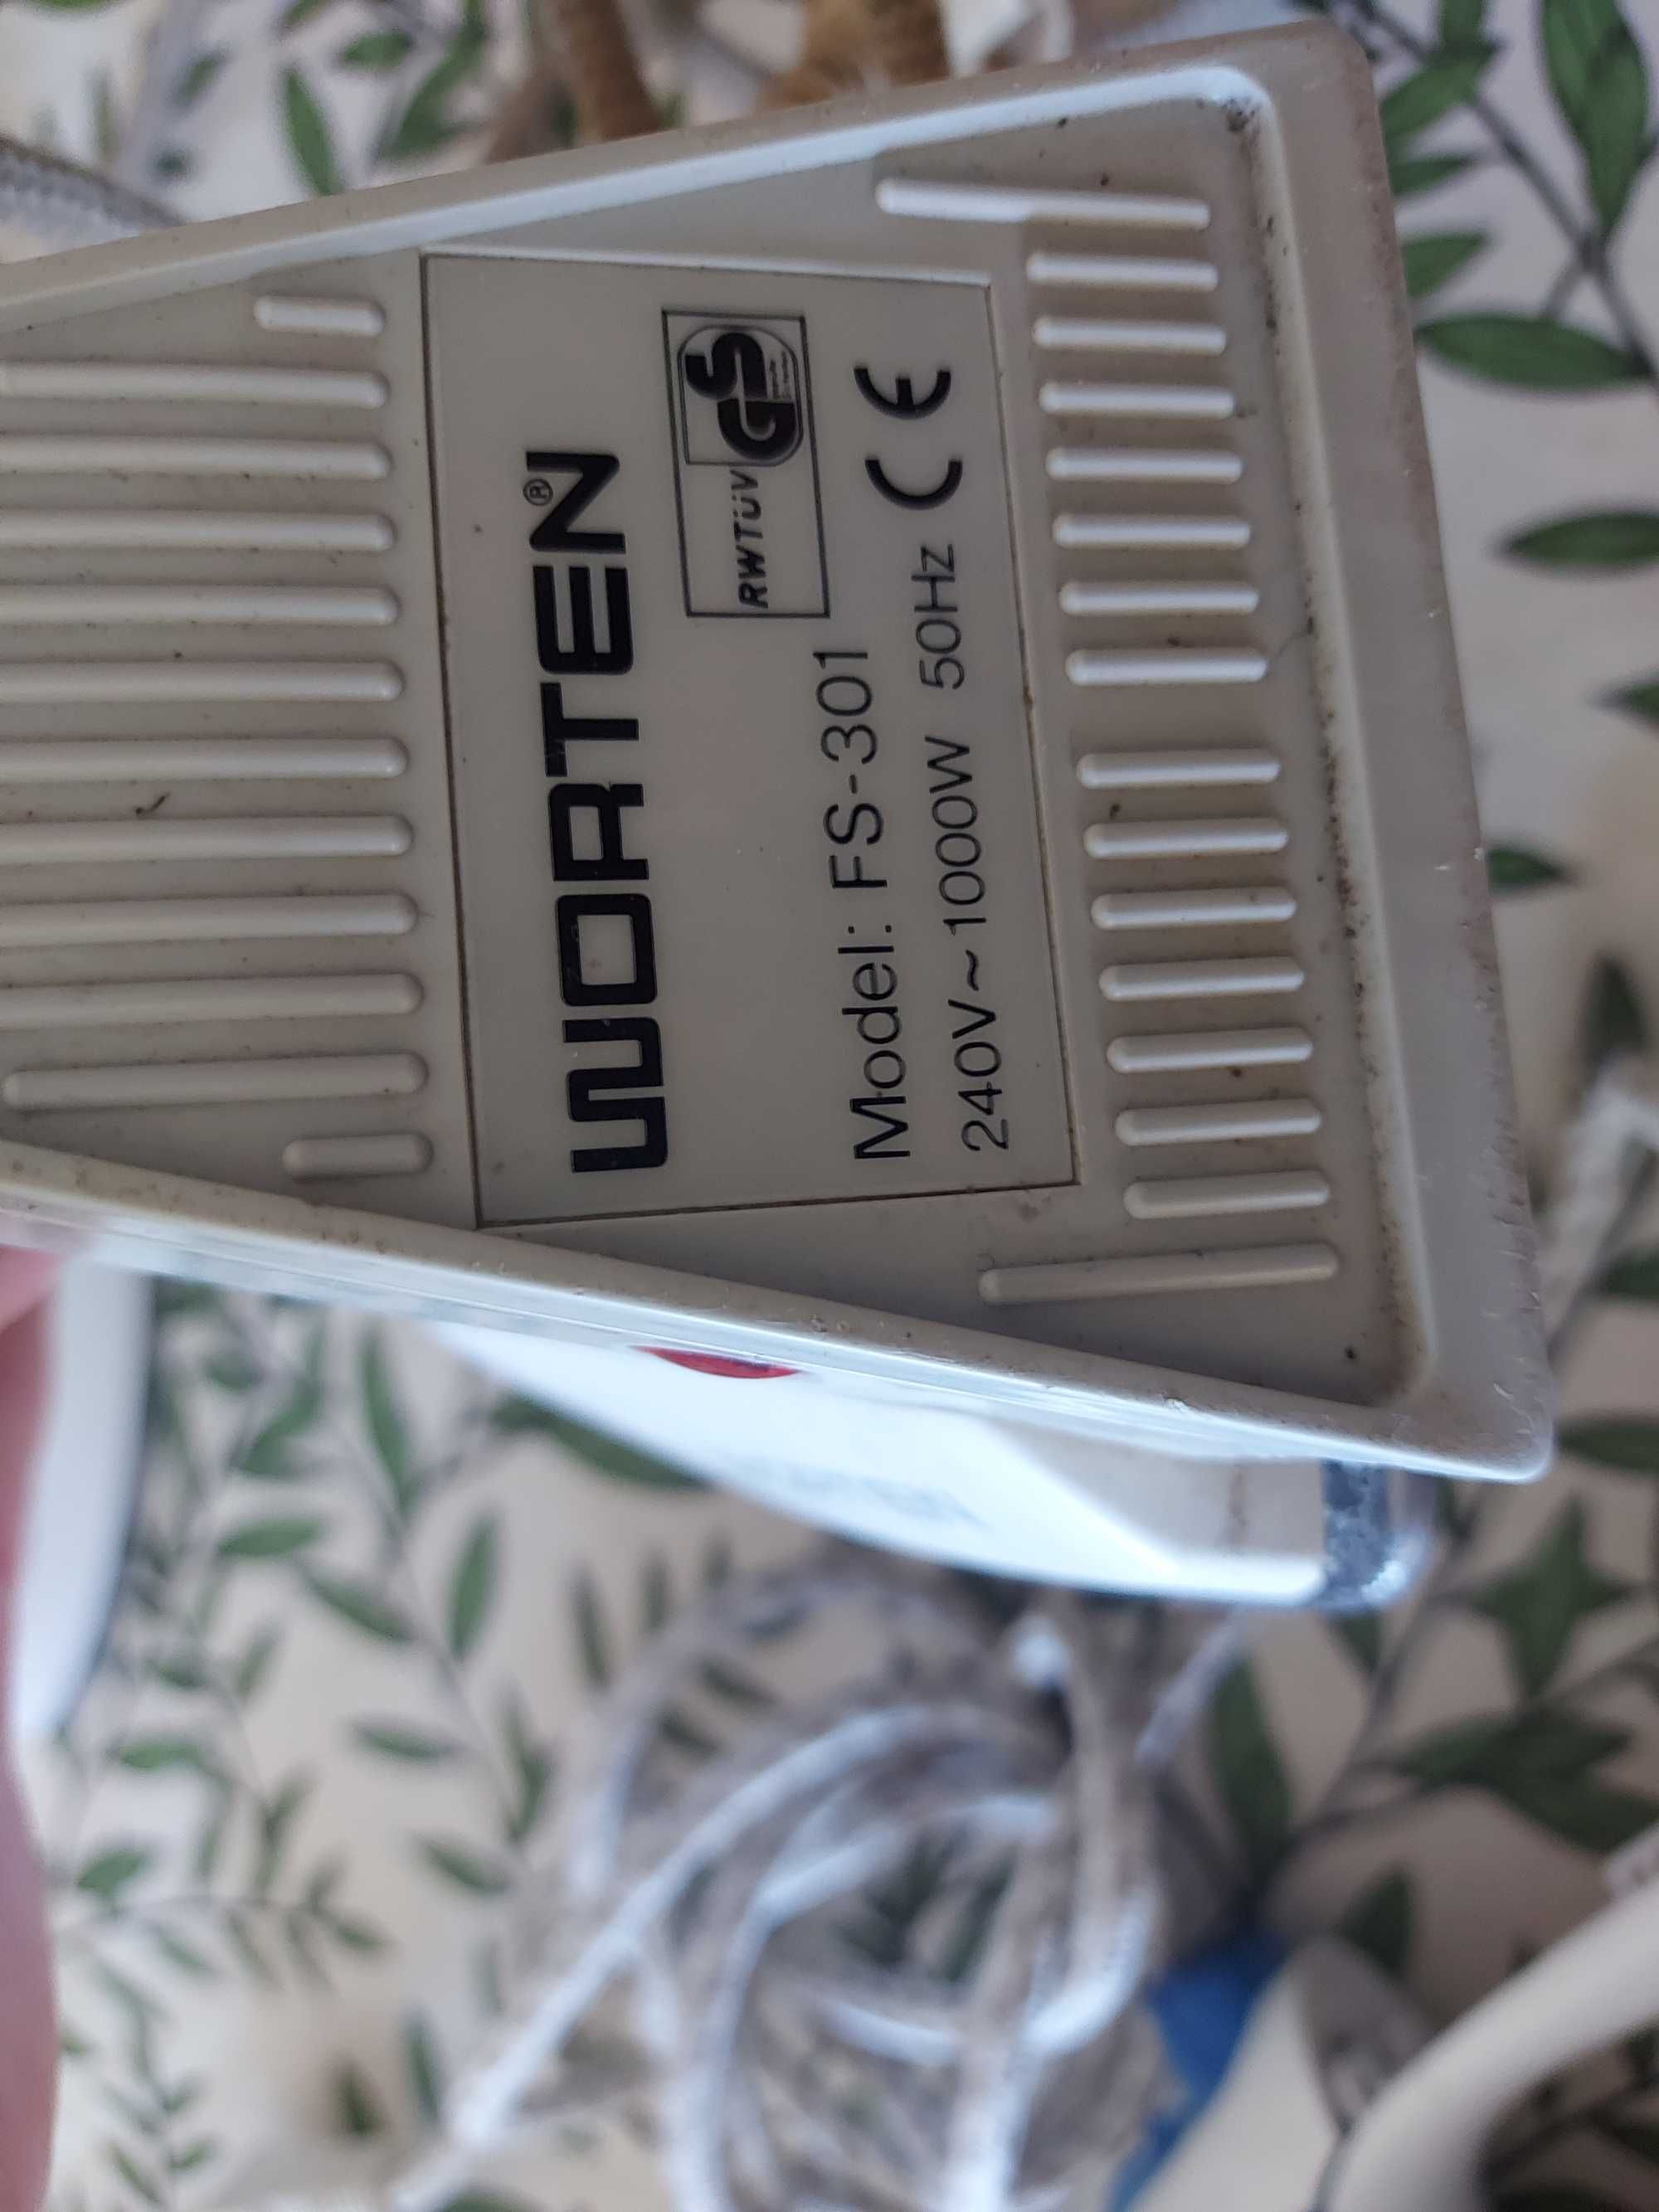 WORTEN®
RWTÜV GS
Model: FS-301
240V~1000W 50Hz CE